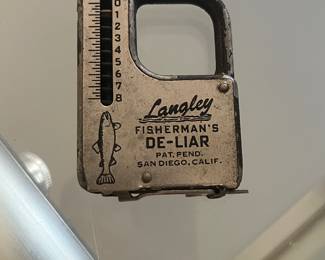 0
1
2
3
4
5
6
7
8
Langley
FISHERMAN'S
DE-LIAR
PAT. PEND.
SAN DIEGO, CALIF.